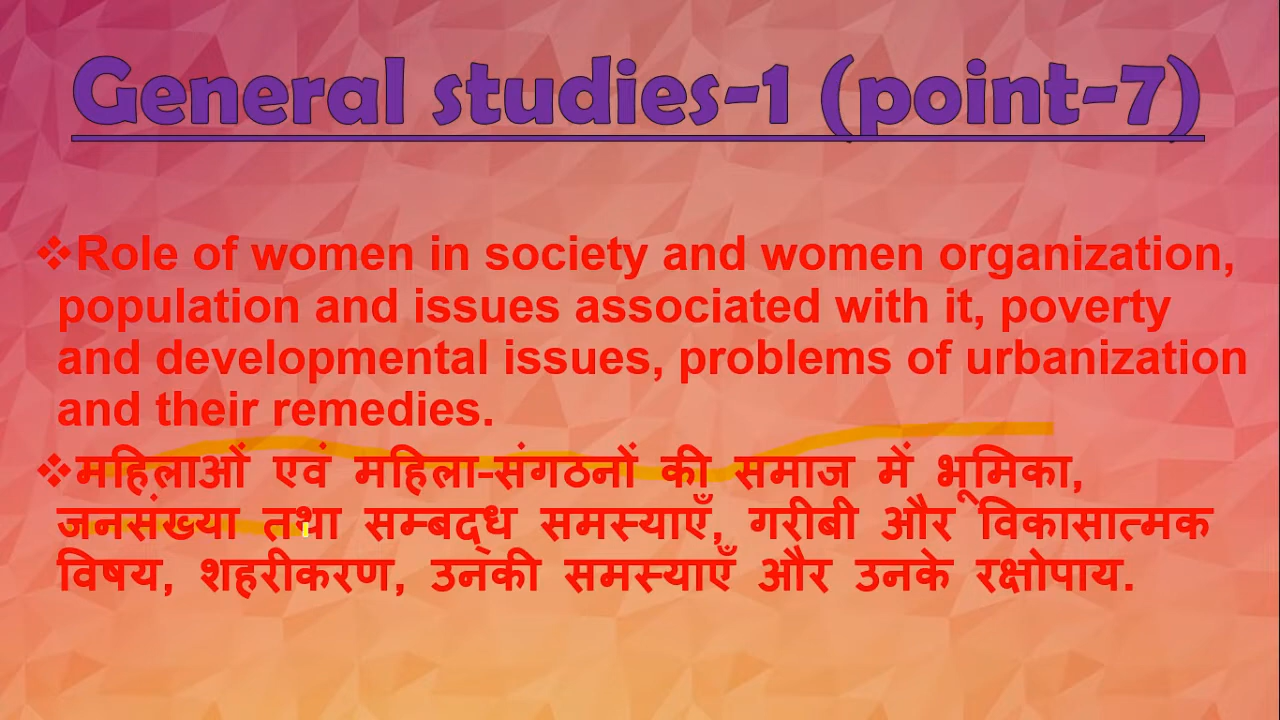 General studies-1 (point-7)
❖Role of women in society and women organization,
population and issues associated with it, poverty
and developmental issues, problems of urbanization
and their remedies.
❖महिलाओं एवं महिला-संगठनों की समाज में भूमिका,
जनसंख्या तथा सम्बद्ध समस्याएँ, गरीबी और विकासात्मक
विषय, शहरीकरण, उनकी समस्याएँ और उनके रक्षोपाय.